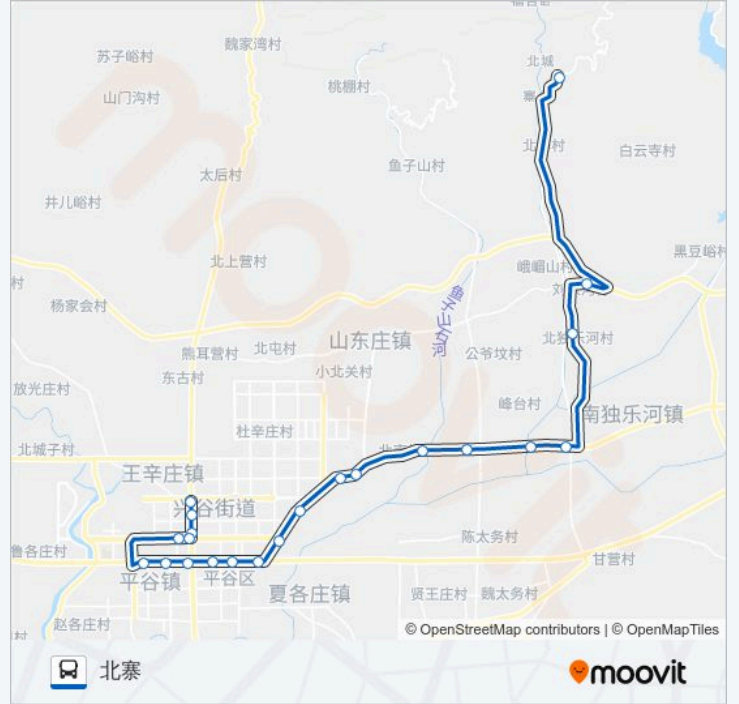 北城
魏家湾村
苏子峪村
桃棚村
山门沟村
寨
北
村
白云寺村
鱼子山村
太后村
井儿峪村
北上营村
峨嵋山村
黑豆峪村
杨家会村
鱼子山石河
山东庄镇
北独乐河村
熊耳营村
北屯村
公爷坟村
小北关村
东古村
放光庄村
峰台村
南独乐河镇
杜辛庄村
北城子村
王辛庄镇
兴谷街道
陈太务村
鲁各庄村
甘营村
平谷镇
平谷区
夏各庄镇
贤王庄村
魏太务村
赵各庄村
村
© OpenStreetMap contributors | © OpenMapTiles
北寨
moovit